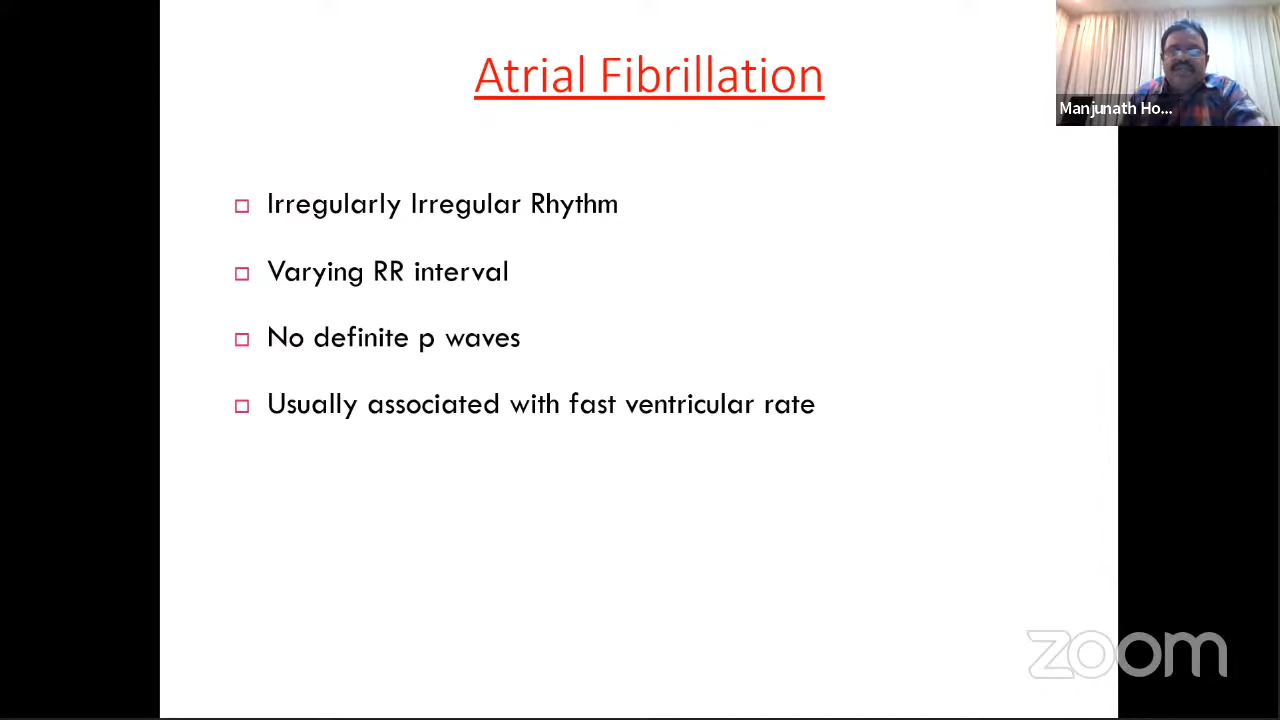 Atrial Fibrillation
Manjunath Ho...
Irregularly Irregular Rhythm
Varying RR interval
No definite p waves
Usually associated with fast ventricular rate
zoom